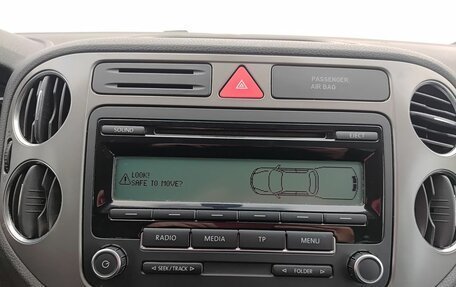 PASSENGER
AIR BAG
SOUND
EJECT
LOOK!
SAFE TO MOVE?
RADIO
MEDIA
TP
MENU
SEEK/TRACK
FOLDER